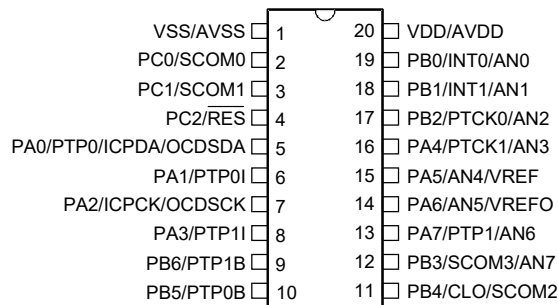 VSS/AVSS 1 20 VDD/AVDD
PC0/SCOM0 2 19 PB0/INT0/AN0
PC1/SCOM1 3 18 PB1/INT1/AN1
PC2/RES 4 17 PB2/PTCK0/AN2
PA0/PTP0/ICPDA/OCDSDA 5 16 PA4/PTCK1/AN3
PA1/PTP0I 6 15 PA5/AN4/VREF
PA2/ICPCK/OCDSCK 7 14 PA6/AN5/VREFO
PA3/PTP1I 8 13 PA7/PTP1/AN6
PB6/PTP1B 9 12 PB3/SCOM3/AN7
PB5/PTP0B 10 11 PB4/CLO/SCOM2